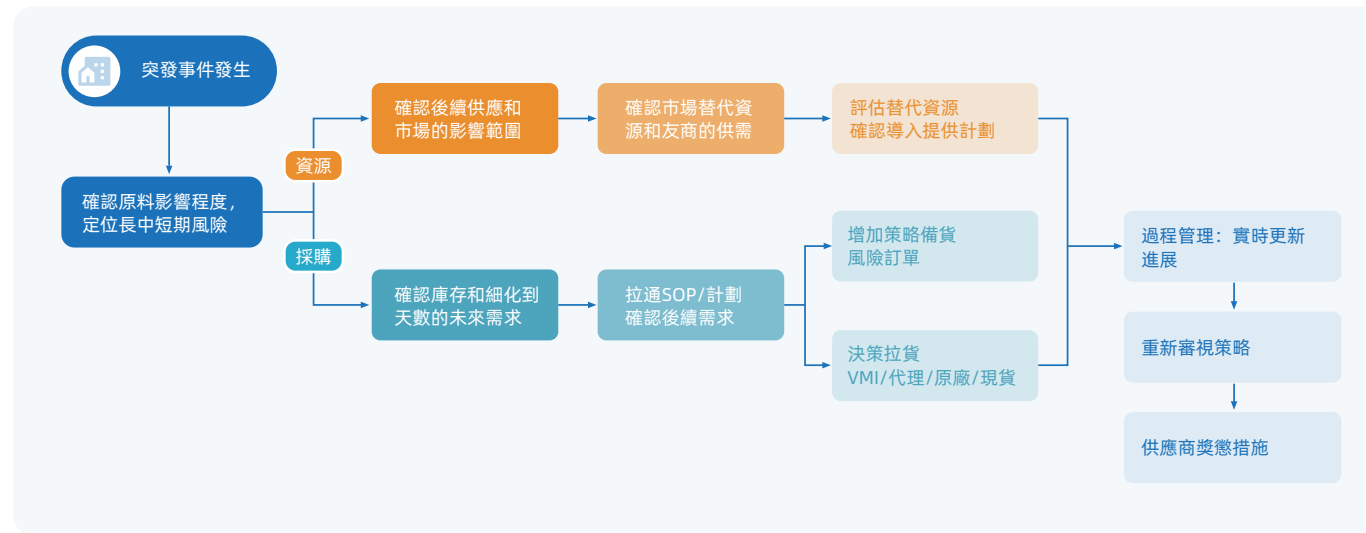 突發事件發生
確認原料影響程度,
定位長中短期風險
資源
採購
確認後續供應和
市場的影響範圍
確認市場替代資
源和友商的供需
評估替代資源
確認導入提供計劃
確認庫存和細化到
天數的未來需求
拉通SOP/計劃
確認後續需求
增加策略備貨
風險訂單
決策拉貨
VMI/代理/原廠/現貨
過程管理：實時更新
進展
重新審視策略
供應商獎懲措施